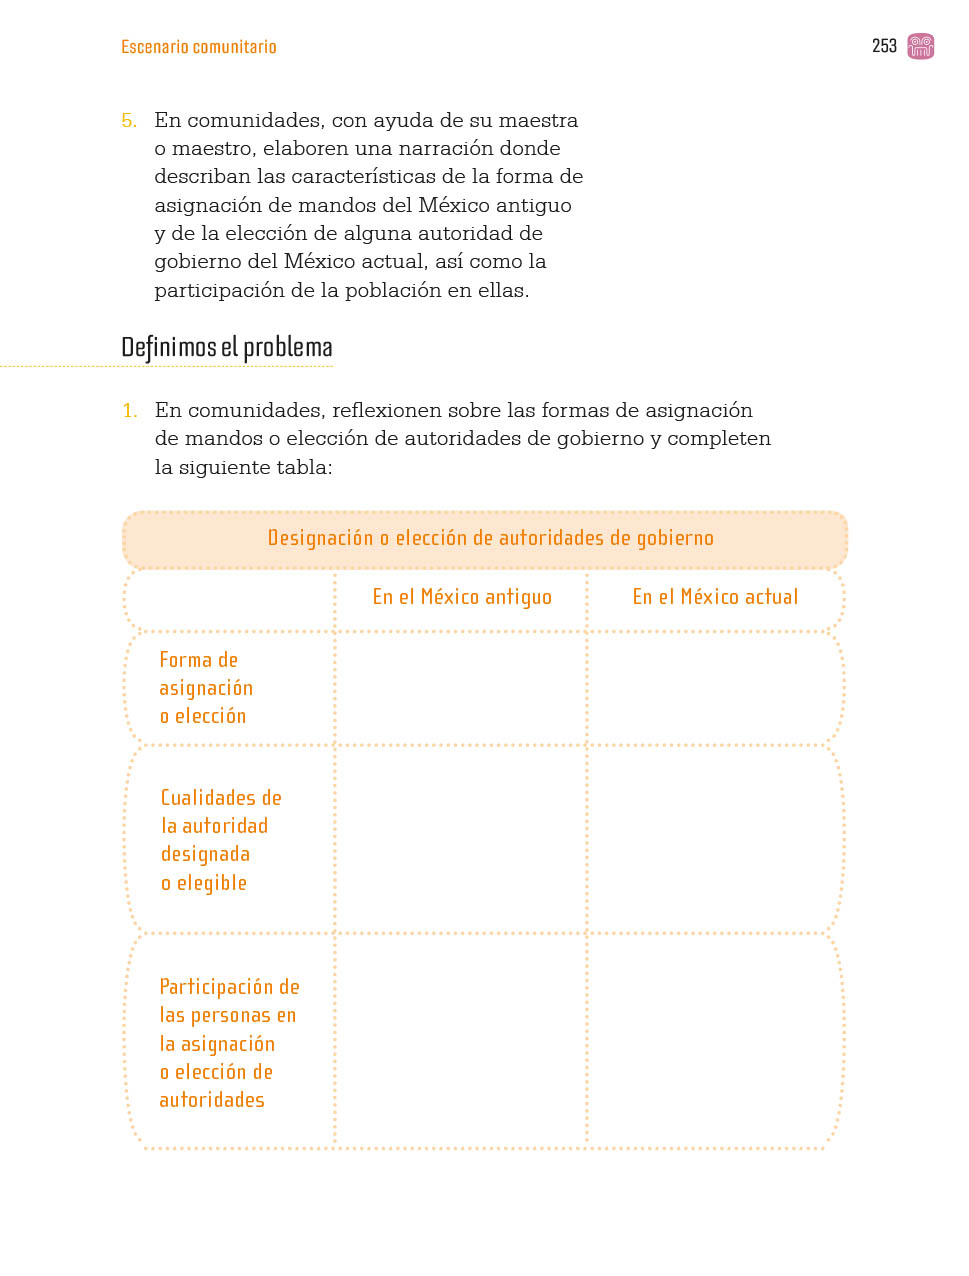 Escenario comunitario
253
5. En comunidades, con ayuda de su maestra
o maestro, elaboren una narración donde
describan las características de la forma de
asignación de mandos del México antiguo
y de la elección de alguna autoridad de
gobierno del México actual, así como la
participación de la población en ellas.
Definimos el problema
1. En comunidades, reflexionen sobre las formas de asignación
de mandos o elección de autoridades de gobierno y completen
la siguiente tabla:
Designación o elección de autoridades de gobierno
En el México antiguo
En el México actual
Forma de
asignación
o elección
Cualidades de
la autoridad
designada
o elegible
Participación de
las personas en
la asignación
o elección de
autoridades